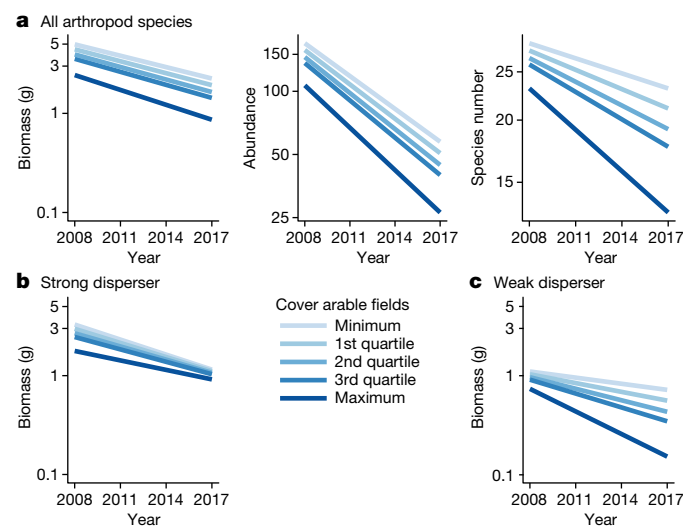 a All arthropod species
5
3
1
0.1
Biomass (g)
2008 2011 2014 2017
Year
150
100
50
25
Abundance
2008 2011 2014 2017
Year
25
20
15
Species number
2008 2011 2014 2017
Year
b Strong disperser
5
3
1
0.1
Biomass (g)
2008 2011 2014 2017
Year
Cover arable fields
Minimum
1st quartile
2nd quartile
3rd quartile
Maximum
c Weak disperser
5
3
1
0.1
Biomass (g)
2008 2011 2014 2017
Year